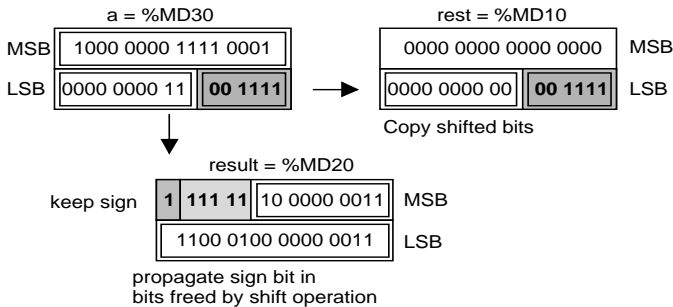 a = %MD30
rest = %MD10
MSB 1000 0000 1111 0001
0000 0000 0000 0000 MSB
LSB 0000 0000 11 00 1111
0000 0000 00 00 1111 LSB
Copy shifted bits
result = %MD20
keep sign 1 111 11 10 0000 0011 MSB
1100 0100 0000 0011 LSB
propagate sign bit in
bits freed by shift operation